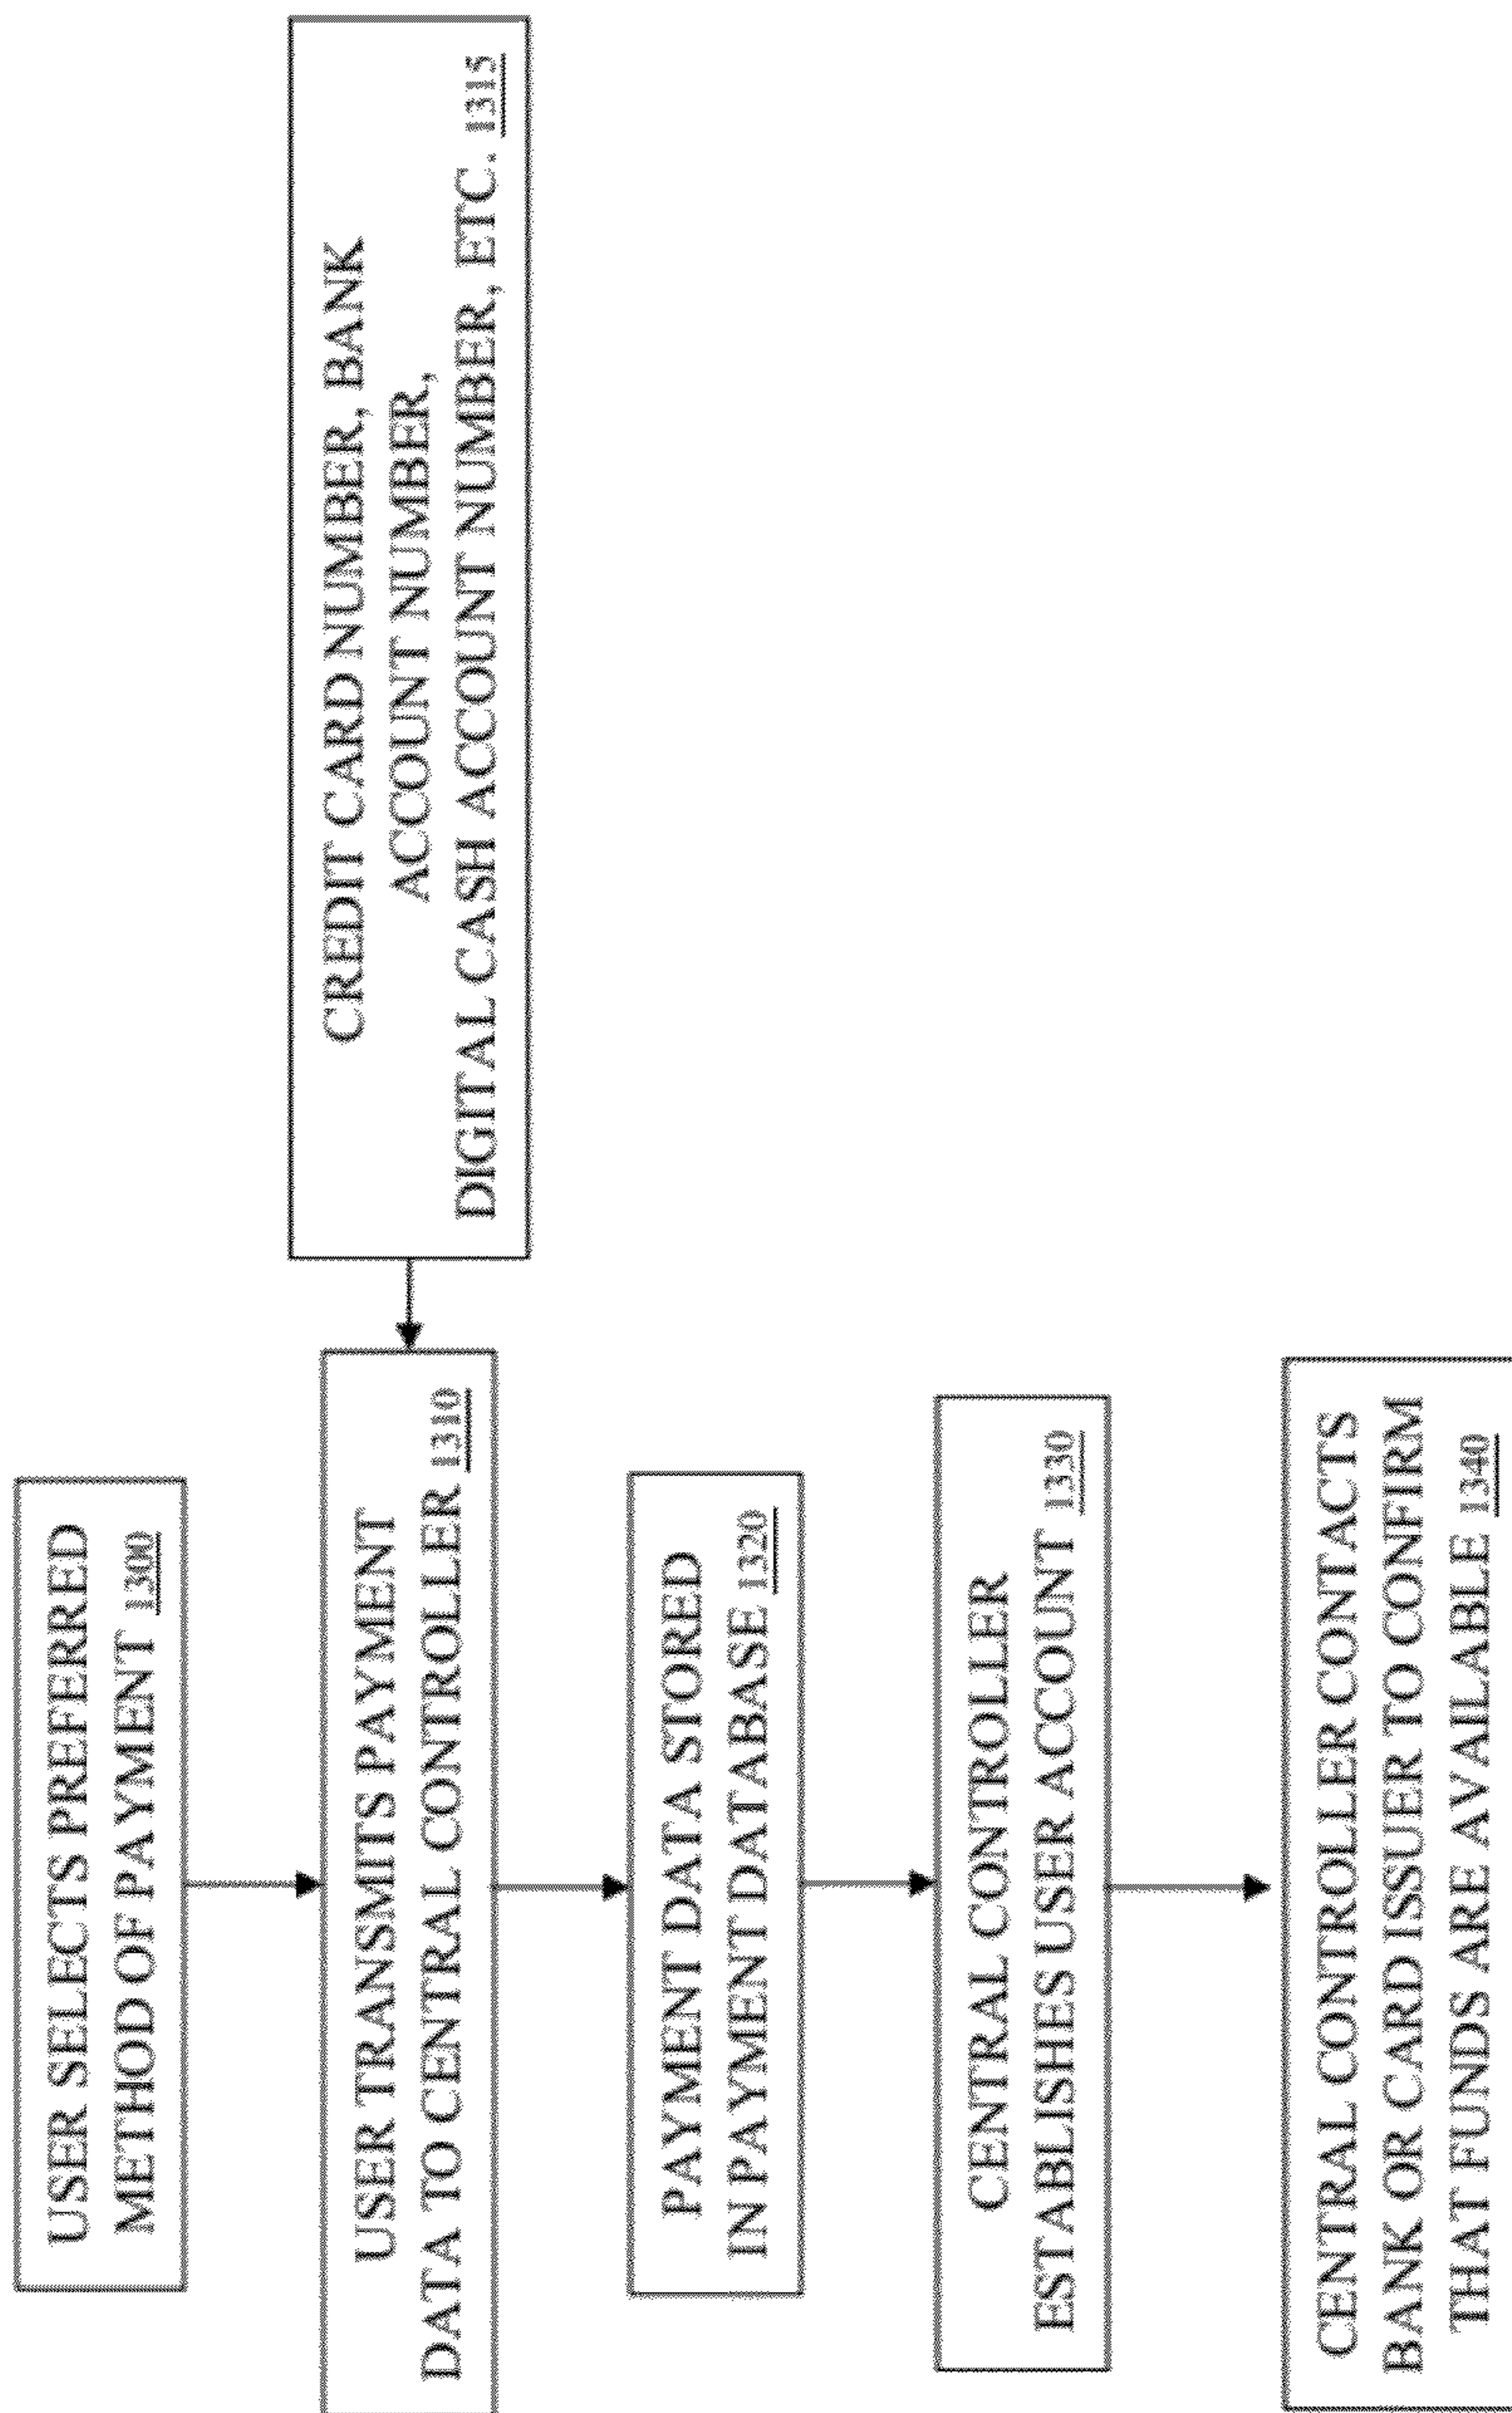 USER SELECTS PREFERRED
METHOD OF PAYMENT 1300
USER TRANSMITS PAYMENT
DATA TO CENTRAL CONTROLLER 1310
CREDIT CARD NUMBER, BANK
ACCOUNT NUMBER,
DIGITAL CASH ACCOUNT NUMBER, ETC. 1315
PAYMENT DATA STORED
IN PAYMENT DATABASE 1320
CENTRAL CONTROLLER
ESTABLISHES USER ACCOUNT 1330
CENTRAL CONTROLLER CONTACTS
BANK OR CARD ISSUER TO CONFIRM
THAT FUNDS ARE AVAILABLE 1340